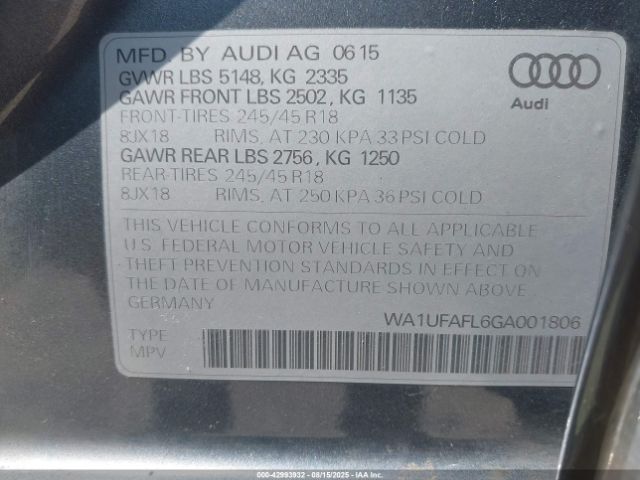 MFD. BY AUDI AG 06 15
GVWR LBS 5148, KG 2335
GAWR FRONT LBS 2502, KG 1135
FRONT-TIRES 245/45 R18
8JX18 RIMS, AT 230 KPA 33 PSI COLD
GAWR REAR LBS 2756, KG 1250
REAR-TIRES 245/45 R18
8JX18 RIMS, AT 250 KPA 36 PSI COLD
Audi
THIS VEHICLE CONFORMS TO ALL APPLICABLE
U.S. FEDERAL MOTOR VEHICLE SAFETY AND
THEFT PREVENTION STANDARDS IN EFFECT ON
THE DATE OF MANUFACTURE SHOWN ABOVE.
GERMANY
WA1UFAFL6GA001806
TYPE
MPV
000-42993932 - 08/15/2025 - IAAI.COM